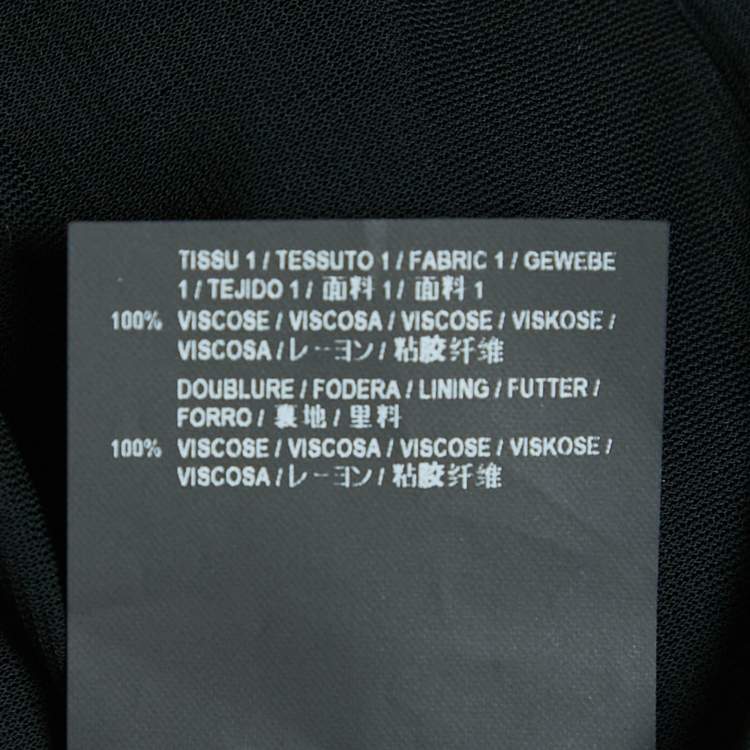 TISSU 1 / TESSUTO 1 / FABRIC 1 / GEWEBE
1 / TEJIDO 1 / 面料 1 / 面料 1
100% VISCOSE / VISCOSA / VISCOSE / VISKOSE /
VISCOSA / レーヨン / 粘胶纤维
DOUBLURE / FODERA / LINING / FUTTER /
FORRO / 裏地 / 里料
100% VISCOSE / VISCOSA / VISCOSE / VISKOSE /
VISCOSA / レーヨン / 粘胶纤维